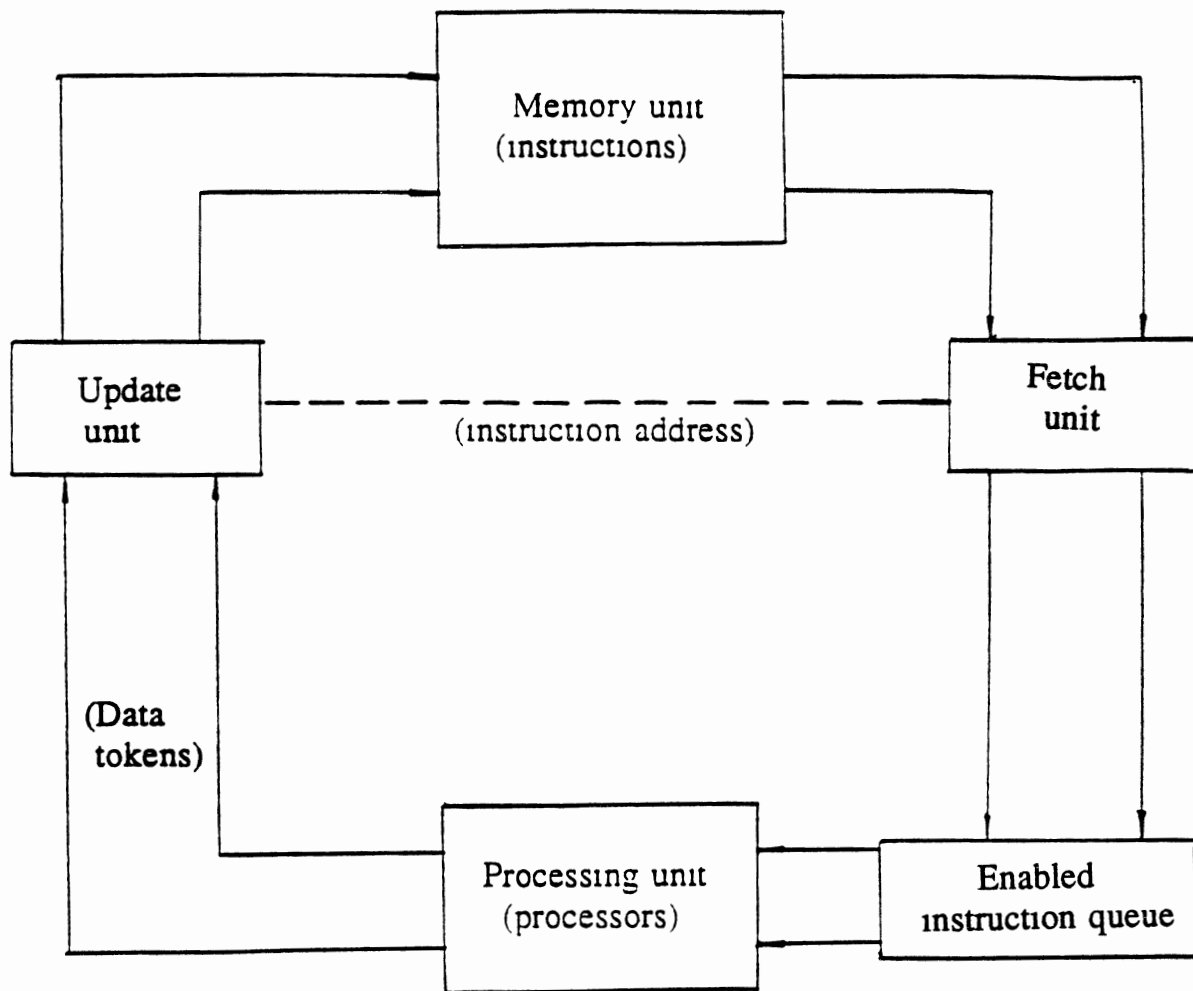 Memory unit
(instructions)
Update
unit
Fetch
unit
(instruction address)
(Data
tokens)
Processing unit
(processors)
Enabled
instruction queue